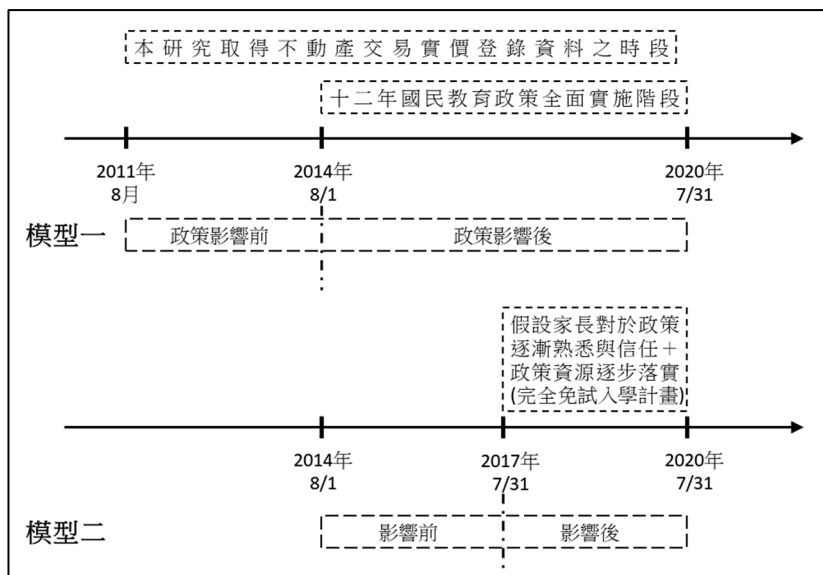 本研究取得不動產交易實價登錄資料之時段
十二年國民教育政策全面實施階段
2011年
8月
2014年
8/1
2020年
7/31
模型一
政策影響前
政策影響後
假設家長對於政策
逐漸熟悉與信任＋
政策資源逐步落實
(完全免試入學計畫)
2014年
8/1
2017年
7/31
2020年
7/31
模型二
影響前
影響後